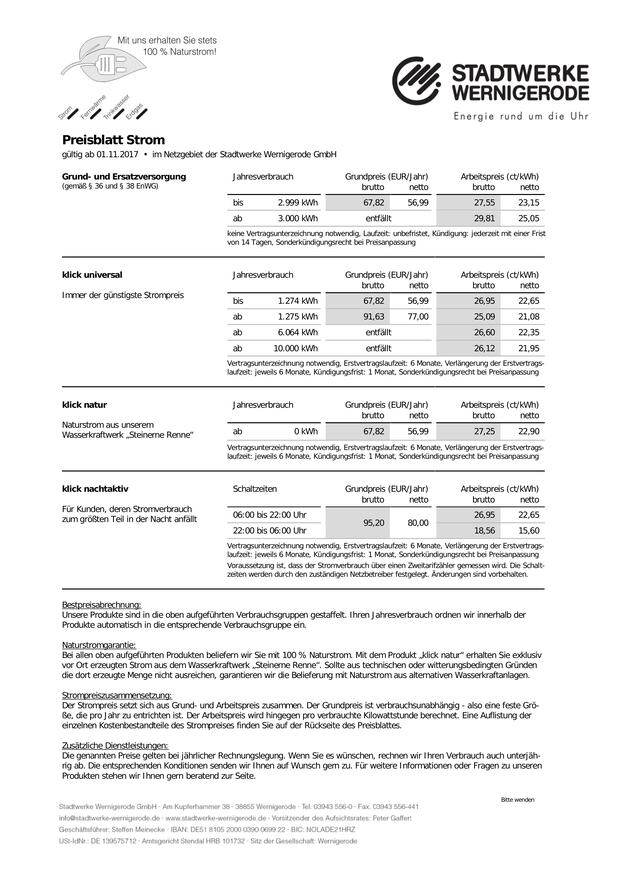 Mit uns erhalten Sie stets
100 % Naturstrom!
Strom
Fernwärme
Trinkwasser
Erdgas
STADTWERKE
WERNIGERODE
Energie rund um die Uhr
Preisblatt Strom
gültig ab 01.11.2017 • im Netzgebiet der Stadtwerke Wernigerode GmbH
Grund- und Ersatzversorgung Jahresverbrauch Grundpreis (EUR/Jahr) Arbeitspreis (ct/kWh)
(gemäß § 36 und § 38 EnWG) brutto netto brutto netto
bis 2.999 kWh 67,82 56,99 27,55 23,15
ab 3.000 kWh entfällt 29,81 25,05
keine Vertragsunterzeichnung notwendig, Laufzeit: unbefristet, Kündigung: jederzeit mit einer Frist
von 14 Tagen, Sonderkündigungsrecht bei Preisanpassung
klick universal Jahresverbrauch Grundpreis (EUR/Jahr) Arbeitspreis (ct/kWh)
brutto netto brutto netto
Immer der günstigste Strompreis
bis 1.274 kWh 67,82 56,99 26,95 22,65
ab 1.275 kWh 91,63 77,00 25,09 21,08
ab 6.064 kWh entfällt 26,60 22,35
ab 10.000 kWh entfällt 26,12 21,95
Vertragsunterzeichnung notwendig, Erstvertragslaufzeit: 6 Monate, Verlängerung der Erstvertrags-
laufzeit: jeweils 6 Monate, Kündigungsfrist: 1 Monat, Sonderkündigungsrecht bei Preisanpassung
klick natur Jahresverbrauch Grundpreis (EUR/Jahr) Arbeitspreis (ct/kWh)
brutto netto brutto netto
Naturstrom aus unserem
Wasserkraftwerk „Steinerne Renne“
ab 0 kWh 67,82 56,99 27,25 22,90
Vertragsunterzeichnung notwendig, Erstvertragslaufzeit: 6 Monate, Verlängerung der Erstvertrags-
laufzeit: jeweils 6 Monate, Kündigungsfrist: 1 Monat, Sonderkündigungsrecht bei Preisanpassung
klick nachtaktiv Schaltzeiten Grundpreis (EUR/Jahr) Arbeitspreis (ct/kWh)
brutto netto brutto netto
Für Kunden, deren Stromverbrauch
zum größten Teil in der Nacht anfällt
06:00 bis 22:00 Uhr 95,20 80,00 26,95 22,65
22:00 bis 06:00 Uhr 18,56 15,60
Vertragsunterzeichnung notwendig, Erstvertragslaufzeit: 6 Monate, Verlängerung der Erstvertrags-
laufzeit: jeweils 6 Monate, Kündigungsfrist: 1 Monat, Sonderkündigungsrecht bei Preisanpassung
Voraussetzung ist, dass der Stromverbrauch über einen Zweitarifzähler gemessen wird. Die Schalt-
zeiten werden durch den zuständigen Netzbetreiber festgelegt. Änderungen sind vorbehalten.
Bestpreisabrechnung:
Unsere Produkte sind in die oben aufgeführten Verbrauchsgruppen gestaffelt. Ihren Jahresverbrauch ordnen wir innerhalb der
Produkte automatisch in die entsprechende Verbrauchsgruppe ein.
Naturstromgarantie:
Bei allen oben aufgeführten Produkten beliefern wir Sie mit 100 % Naturstrom. Mit dem Produkt „klick natur“ erhalten Sie exklusiv
vor Ort erzeugten Strom aus dem Wasserkraftwerk „Steinerne Renne“. Sollte aus technischen oder witterungsbedingten Gründen
die dort erzeugte Menge nicht ausreichen, garantieren wir die Belieferung mit Naturstrom aus alternativen Wasserkraftanlagen.
Strompreiszusammensetzung:
Der Strompreis setzt sich aus Grund- und Arbeitspreis zusammen. Der Grundpreis ist verbrauchsunabhängig - also eine feste Grö-
ße, die pro Jahr zu entrichten ist. Der Arbeitspreis wird hingegen pro verbrauchte Kilowattstunde berechnet. Eine Auflistung der
einzelnen Kostenbestandteile des Strompreises finden Sie auf der Rückseite des Preisblattes.
Zusätzliche Dienstleistungen:
Die genannten Preise gelten bei jährlicher Rechnungslegung. Wenn Sie es wünschen, rechnen wir Ihren Verbrauch auch unterjäh-
rig ab. Die entsprechenden Konditionen senden wir Ihnen auf Wunsch gern zu. Für weitere Informationen oder Fragen zu unseren
Produkten stehen wir Ihnen gern beratend zur Seite.
Bitte wenden
Stadtwerke Wernigerode GmbH · Am Kupferhammer 38 · 38855 Wernigerode · Tel. 03943 556-0 · Fax. 03943 556-441
info@stadtwerke-wernigerode.de · www.stadtwerke-wernigerode.de · Vorsitzender des Aufsichtsrates: Peter Gaffert
Geschäftsführer: Steffen Meinecke · IBAN: DE51 8105 2000 0390 0699 22 · BIC: NOLADE21HRZ
USt-IdNr.: DE 139575712 · Amtsgericht Stendal HRB 101732 · Sitz der Gesellschaft: Wernigerode